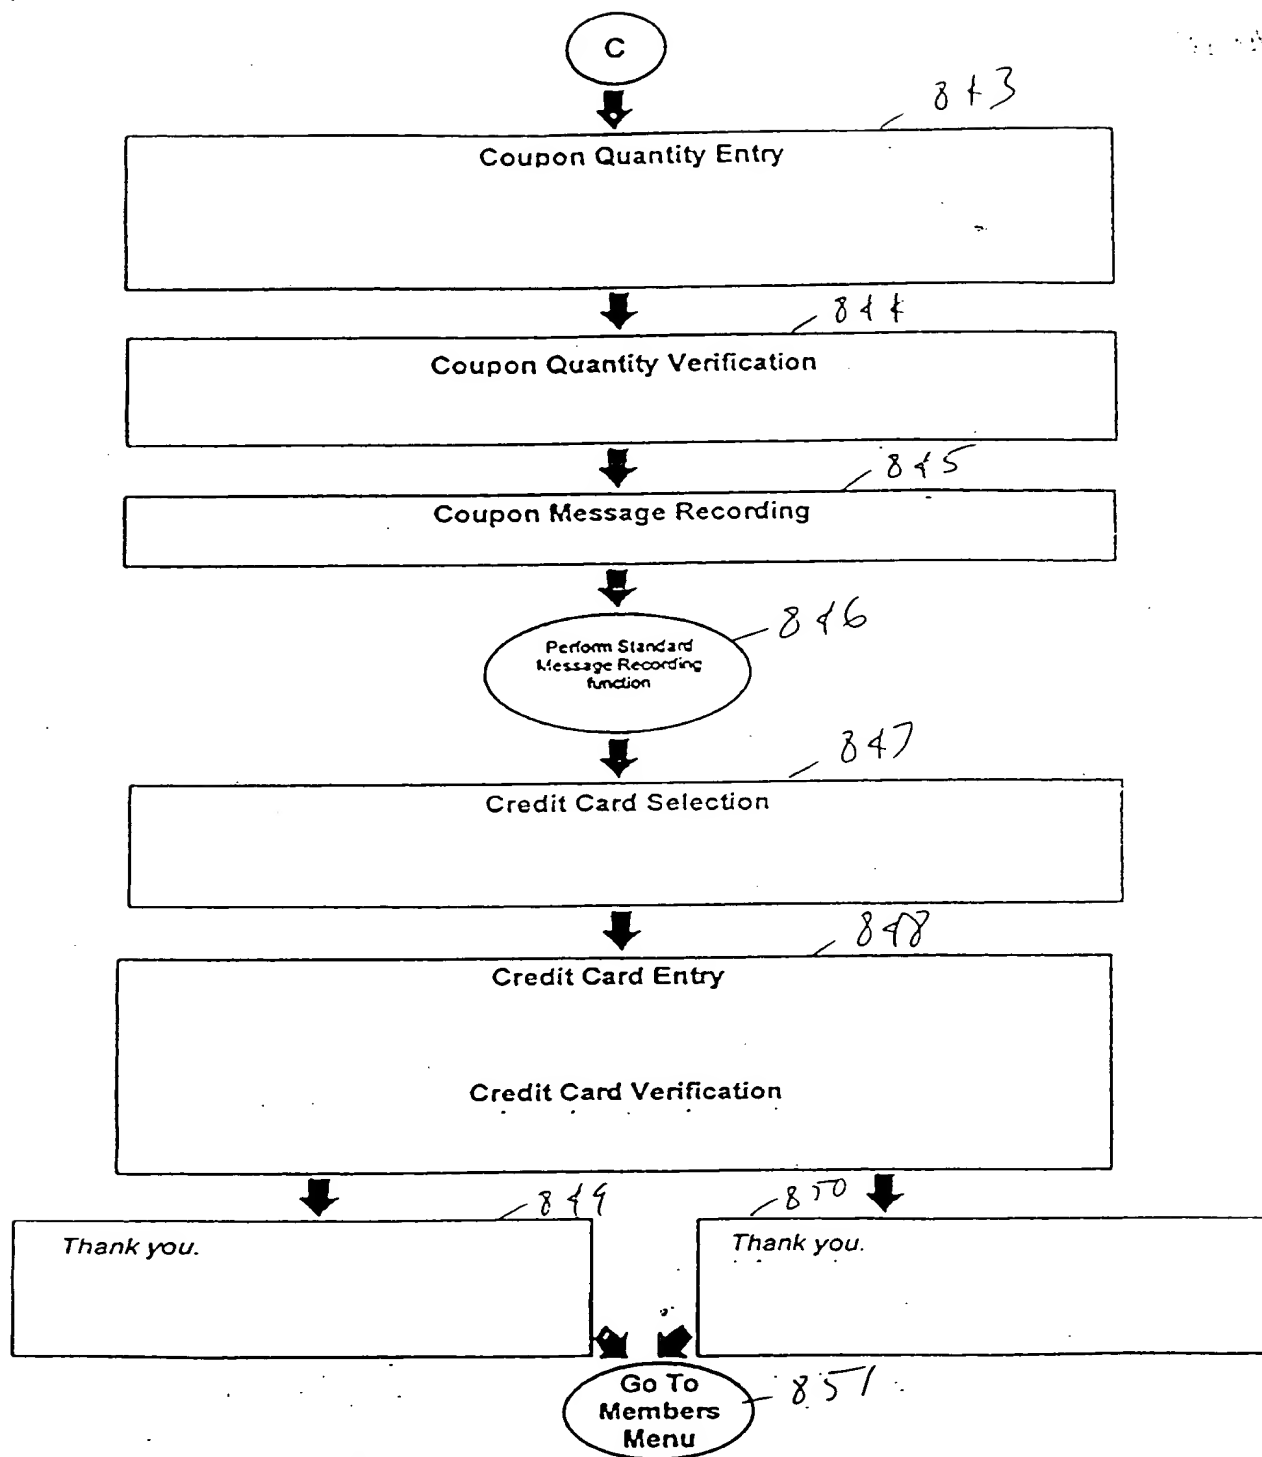 C
843
Coupon Quantity Entry
844
Coupon Quantity Verification
845
Coupon Message Recording
846
Perform Standard
Message Recording
function
847
Credit Card Selection
848
Credit Card Entry
Credit Card Verification
849
850
Thank you.
Thank you.
Go To
Members
Menu
851